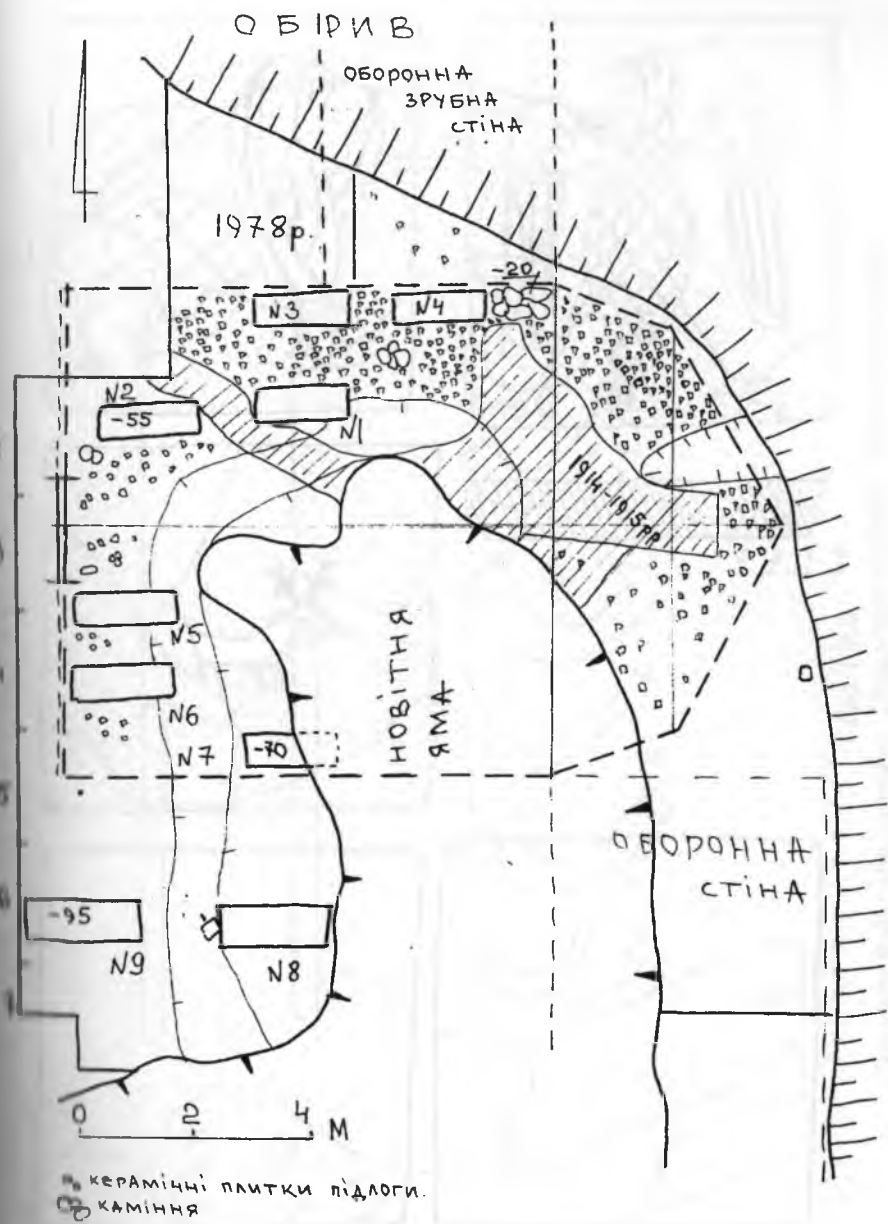 ОБІРИВ
ОБОРОННА
ЗРУБНА
СТІНА
1978р.
-20
N3
N4
N2
-55
N1
1914-195рр
N5
N6
N7
-70
НОВІТНЯ
ЯМА
ОБОРОННА
СТІНА
-95
N9
N8
0 2 4 М
керамічні плитки підлоги.
каміння